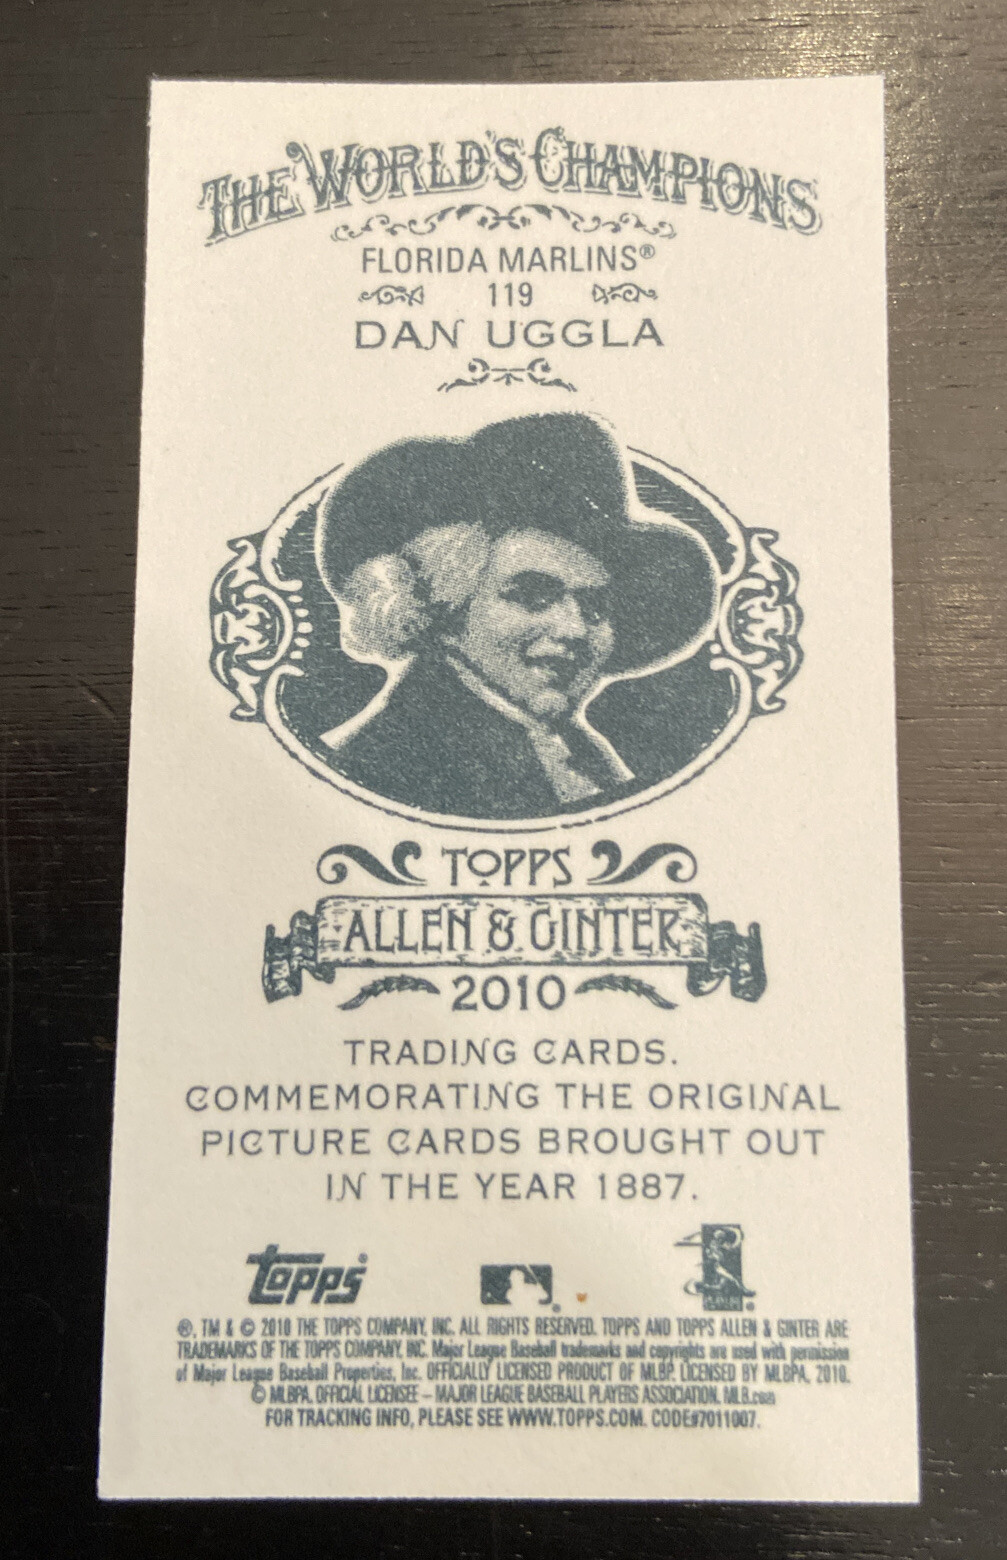 THE WORLD'S CHAMPIONS
FLORIDA MARLINS®
119
DAN UGGLA
TOPPS
ALLEN & GINTER
2010
TRADING CARDS.
COMMEMORATING THE ORIGINAL
PICTURE CARDS BROUGHT OUT
IN THE YEAR 1887.
topps®
®, TM & © 2010 THE TOPPS COMPANY, INC. ALL RIGHTS RESERVED. TOPPS AND TOPPS ALLEN & GINTER ARE
TRADEMARKS OF THE TOPPS COMPANY, INC. Major League Baseball trademarks and copyrights are used with permission
of Major League Baseball Properties, Inc. OFFICIALLY LICENSED PRODUCT OF MLBP. LICENSED BY MLBPA, 2010.
© MLBPA. OFFICIAL LICENSEE – MAJOR LEAGUE BASEBALL PLAYERS ASSOCIATION. MLB.com
FOR TRACKING INFO, PLEASE SEE WWW.TOPPS.COM. CODE#7011007.